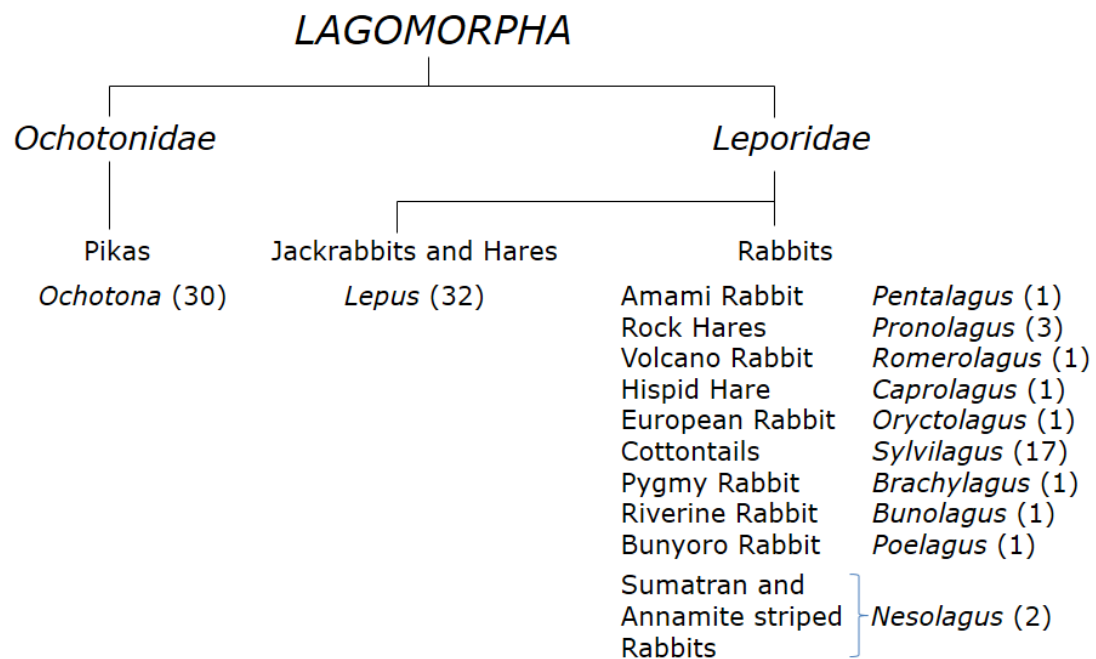 LAGOMORPHA
Ochotonidae
Leporidae
Pikas
Jackrabbits and Hares
Rabbits
Ochotona (30)
Lepus (32)
Amami Rabbit Pentalagus (1)
Rock Hares Pronolagus (3)
Volcano Rabbit Romerolagus (1)
Hispid Hare Caprolagus (1)
European Rabbit Oryctolagus (1)
Cottontails Sylvilagus (17)
Pygmy Rabbit Brachylagus (1)
Riverine Rabbit Bunolagus (1)
Bunyoro Rabbit Poelagus (1)
Sumatran and
Annamite striped Nesolagus (2)
Rabbits